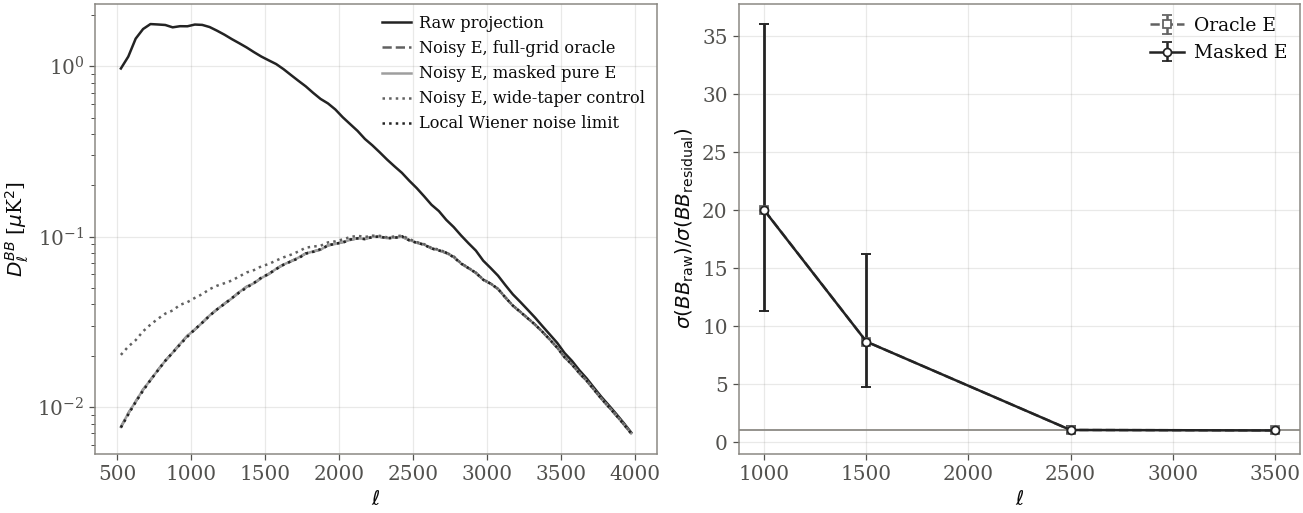 Raw projection
Noisy E, full-grid oracle
Noisy E, masked pure E
Noisy E, wide-taper control
Local Wiener noise limit
10⁰
10⁻¹
10⁻²
D_ℓ^{BB} [μK²]
500 1000 1500 2000 2500 3000 3500 4000
ℓ
Oracle E
Masked E
35
30
25
20
15
10
5
0
σ(BB_raw)/σ(BB_residual)
1000 1500 2000 2500 3000 3500
ℓ